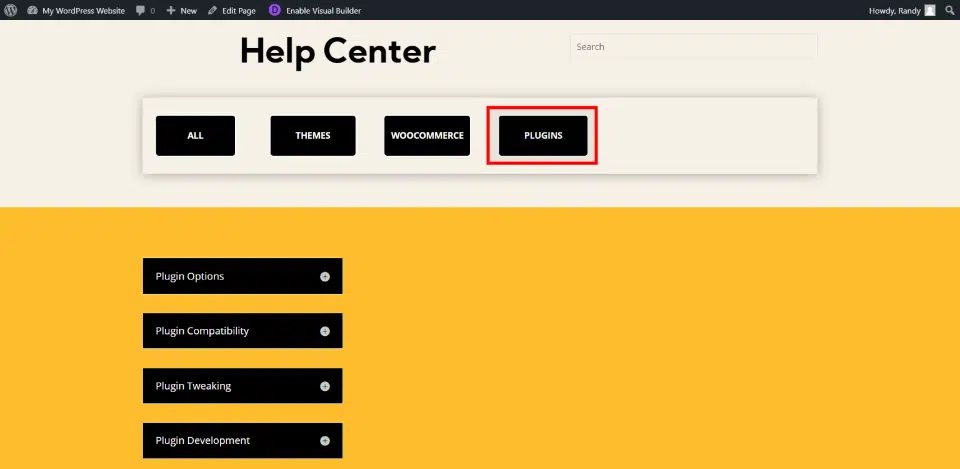 My WordPress Website 0 New Edit Page D Enable Visual Builder Howdy, Randy
Help Center
Search
ALL THEMES WOOCOMMERCE PLUGINS
Plugin Options
Plugin Compatibility
Plugin Tweaking
Plugin Development